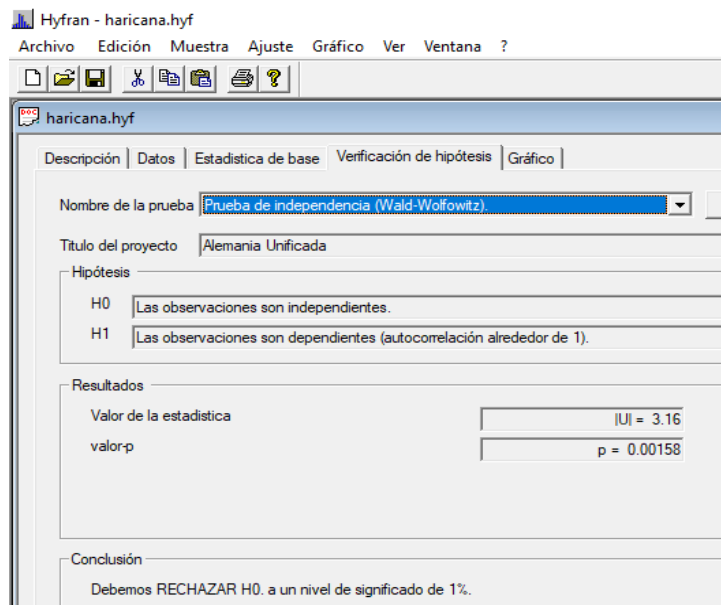 Hyfran - haricana.hyf
Archivo Edición Muestra Ajuste Gráfico Ver Ventana ?
haricana.hyf
Descripción Datos Estadistica de base Verificación de hipótesis Gráfico
Nombre de la prueba Prueba de independencia (Wald-Wolfowitz).
Titulo del proyecto Alemania Unificada
Hipótesis
H0 Las observaciones son independientes.
H1 Las observaciones son dependientes (autocorrelación alrededor de 1).
Resultados
Valor de la estadistica |U| = 3.16
valor-p p = 0.00158
Conclusión
Debemos RECHAZAR H0. a un nivel de significado de 1%.